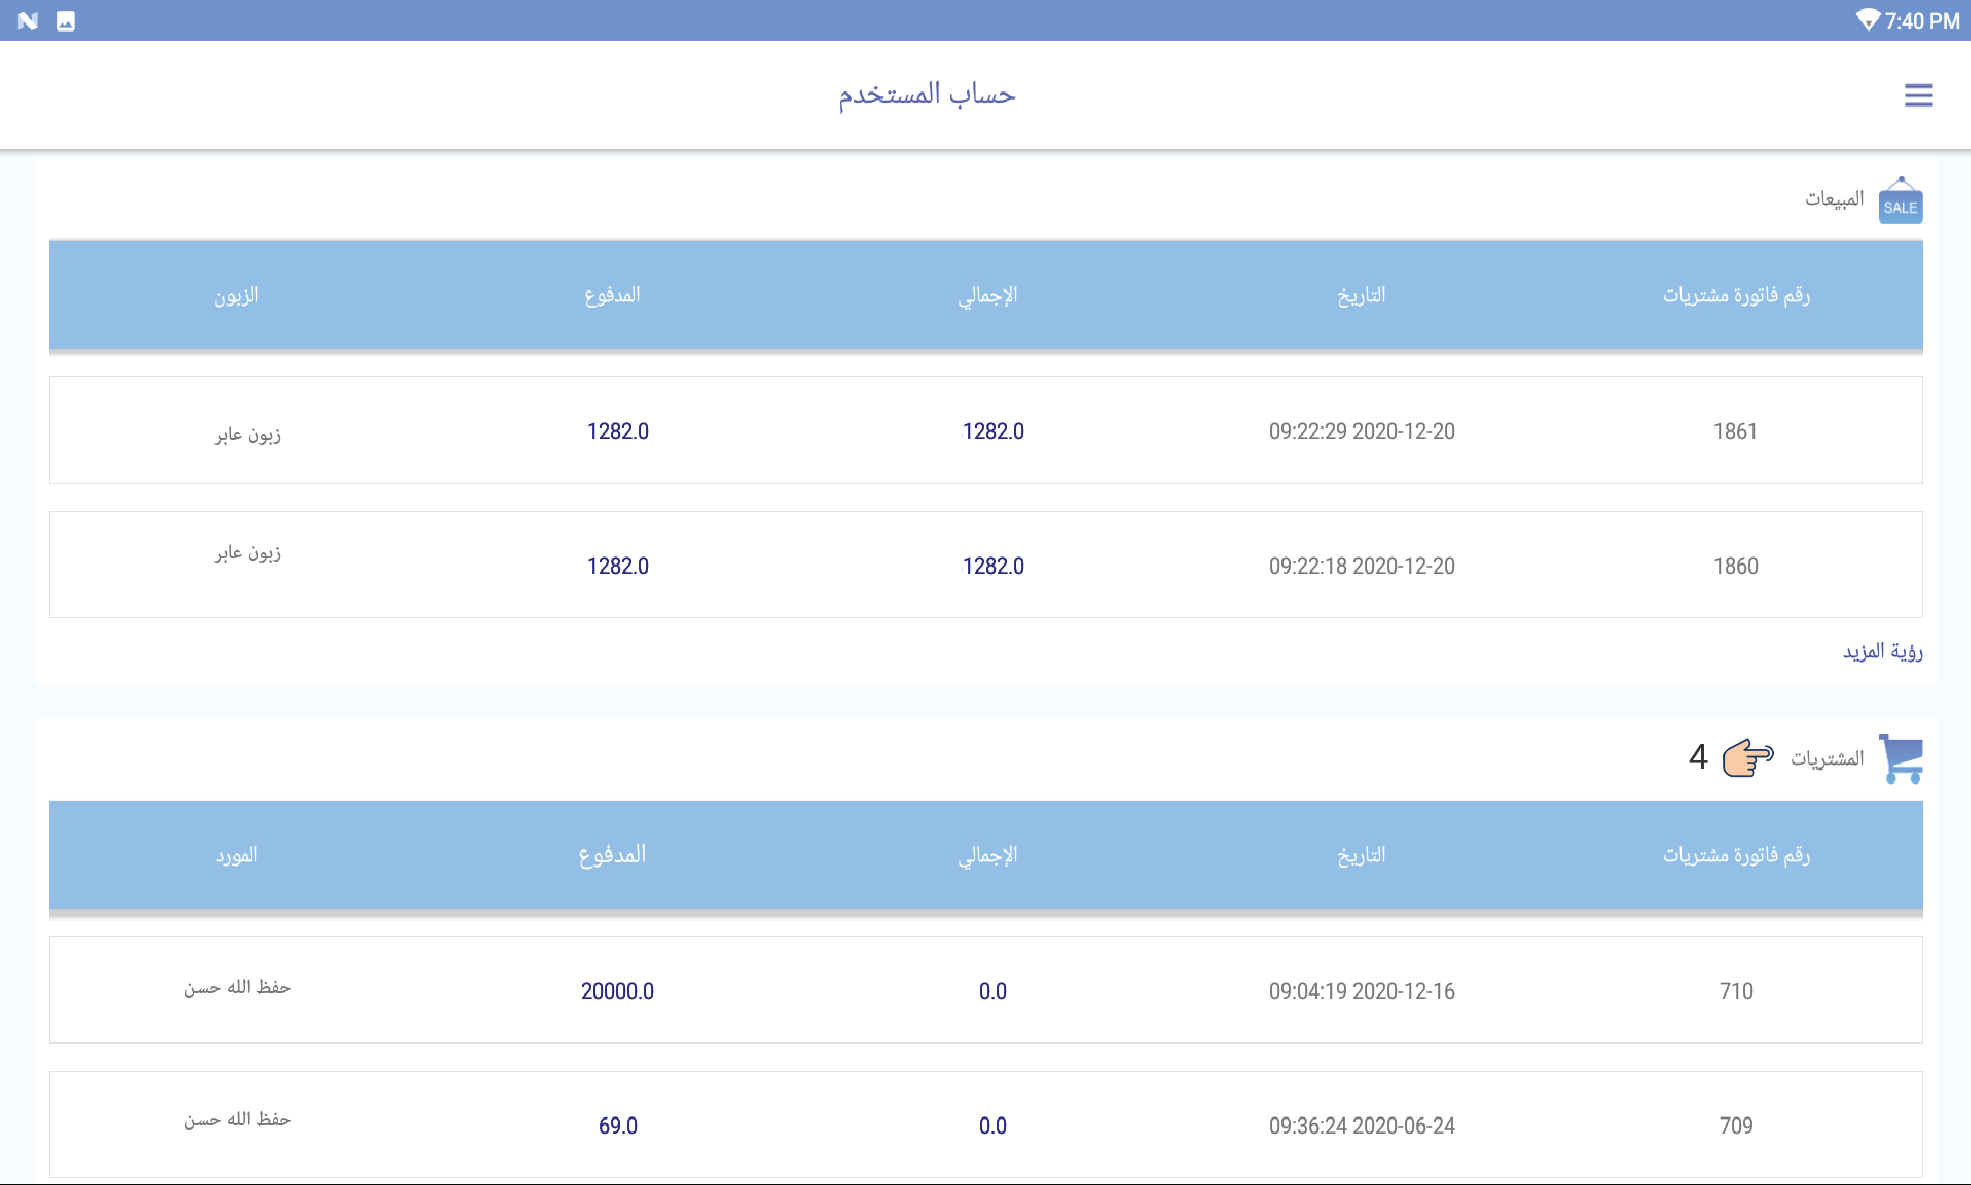 7:40 PM
حساب المستخدم
SALE المبيعات
رقم فاتورة مشتريات التاريخ الإجمالي المدفوع الزبون
1861 09:22:29 2020-12-20 1282.0 1282.0 زبون عابر
1860 09:22:18 2020-12-20 1282.0 1282.0 زبون عابر
رؤية المزيد
المشتريات 4
رقم فاتورة مشتريات التاريخ الإجمالي المدفوع المورد
710 09:04:19 2020-12-16 0.0 20000.0 حفظ الله حسن
709 09:36:24 2020-06-24 0.0 69.0 حفظ الله حسن